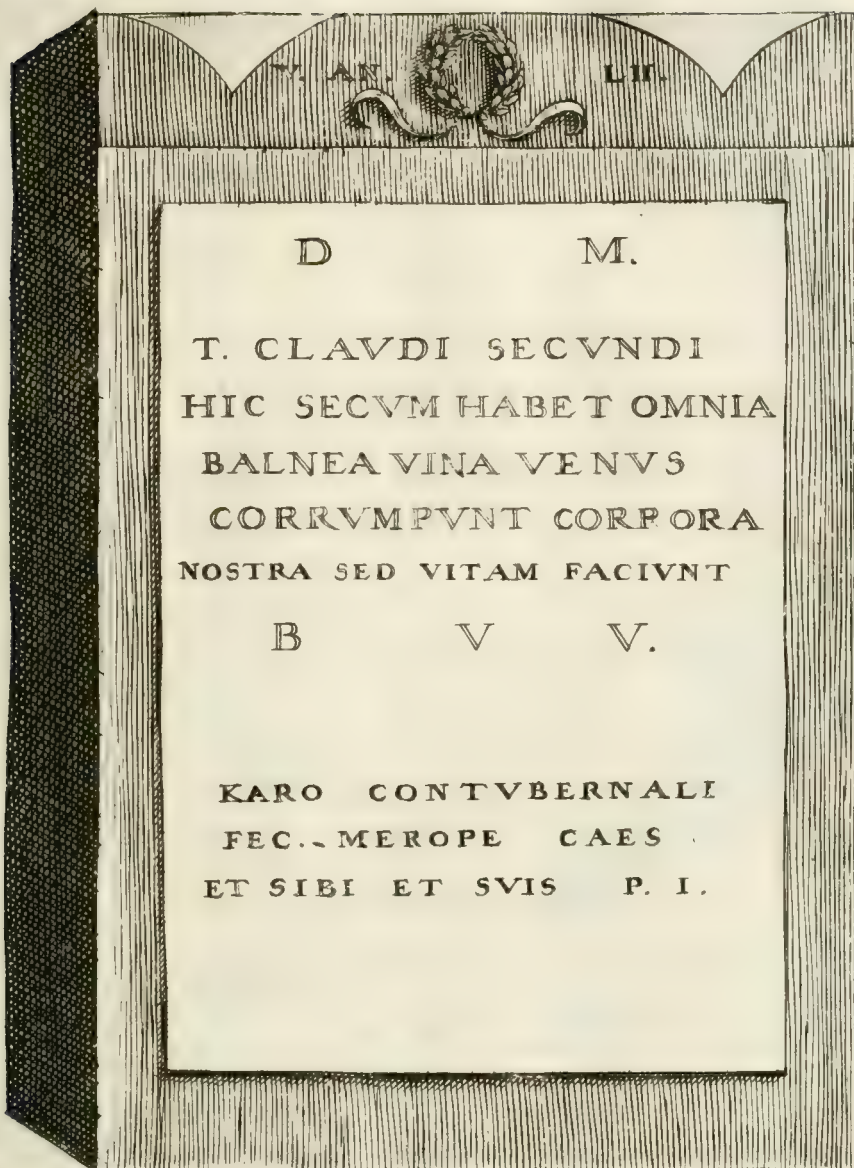 V. AN. LII.
D M.
T. CLAVDI SECVNDI
HIC SECVM HABET OMNIA
BALNEA VINA VENVS
CORRVMPVNT CORPORA
NOSTRA SED VITAM FACIVNT
B V V.
KARO CONTVBERNALI
FEC. MEROPE CAES
ET SIBI ET SVIS P. I.